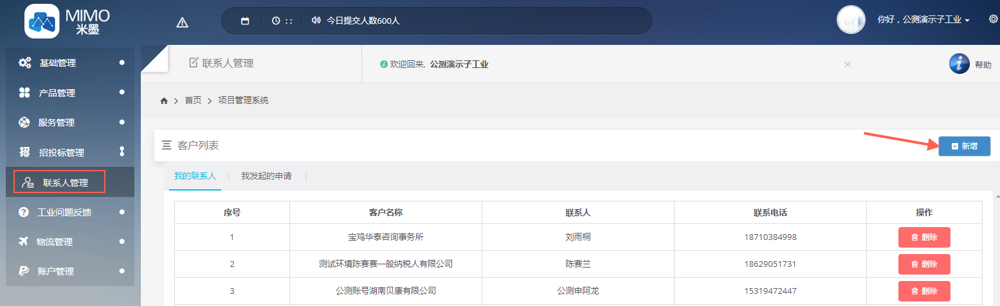 MIMO
米墨
: : 今日提交人数600人
你好，公测演示子工业
基础管理
产品管理
服务管理
招投标管理
联系人管理
工业问题反馈
物流管理
账户管理
联系人管理
欢迎回来, 公测演示子工业
×
帮助
首页 项目管理系统
客户列表
新增
我的联系人 | 我发起的申请 |
序号 客户名称 联系人 联系电话 操作
1 宝鸡华泰咨询事务所 刘雨桐 18710384998 删除
2 测试环境陈赛赛一般纳税人有限公司 陈赛兰 18629051731 删除
3 公测账号湖南贝康有限公司 公测申阿龙 15319472447 删除